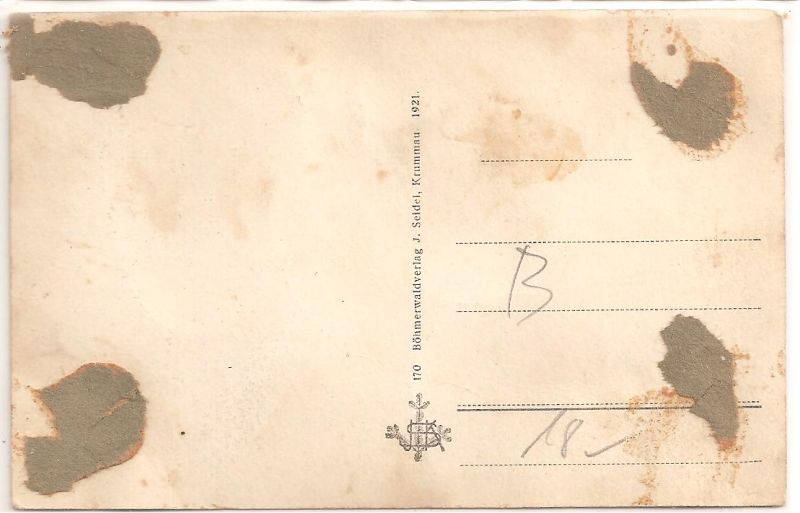 170 Böhmerwaldverlag J. Seidel, Krummau 1921.
B
18.-